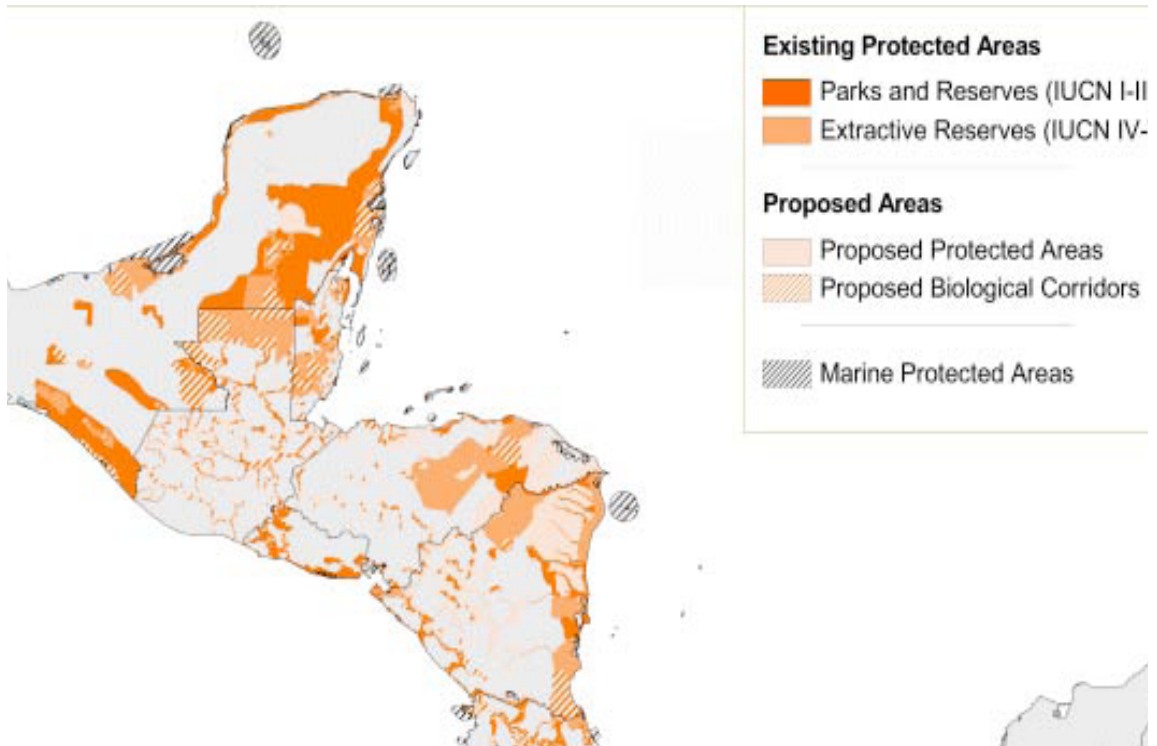 Existing Protected Areas
Parks and Reserves (IUCN I-II
Extractive Reserves (IUCN IV-
Proposed Areas
Proposed Protected Areas
Proposed Biological Corridors
Marine Protected Areas